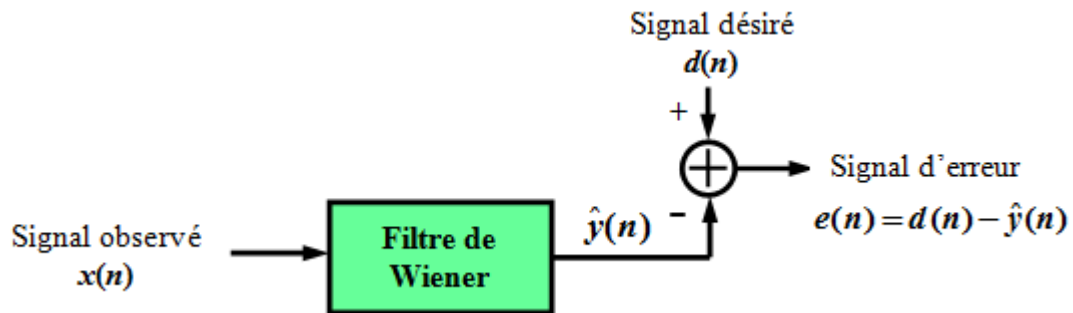 Signal désiré
d(n)
+
Signal d'erreur
e(n) = d(n) − ŷ(n)
-
ŷ(n)
Filtre de
Wiener
Signal observé
x(n)